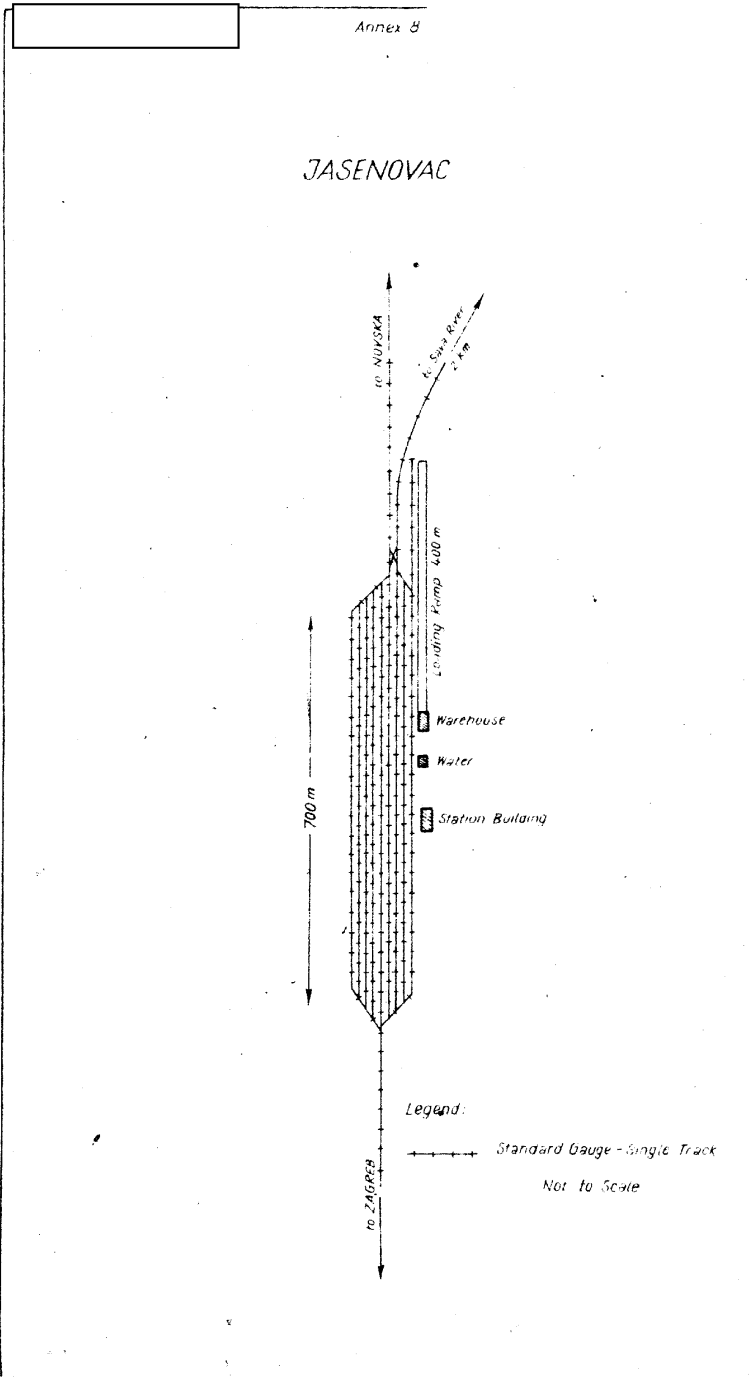 Annex 8
JASENOVAC
to NOVSKA
to Sava River
2 km
Loading Ramp 400 m
Warehouse
Water
Station Building
700 m
Legend:
Standard Gauge - Single Track
Not to Scale
to ZAGREB